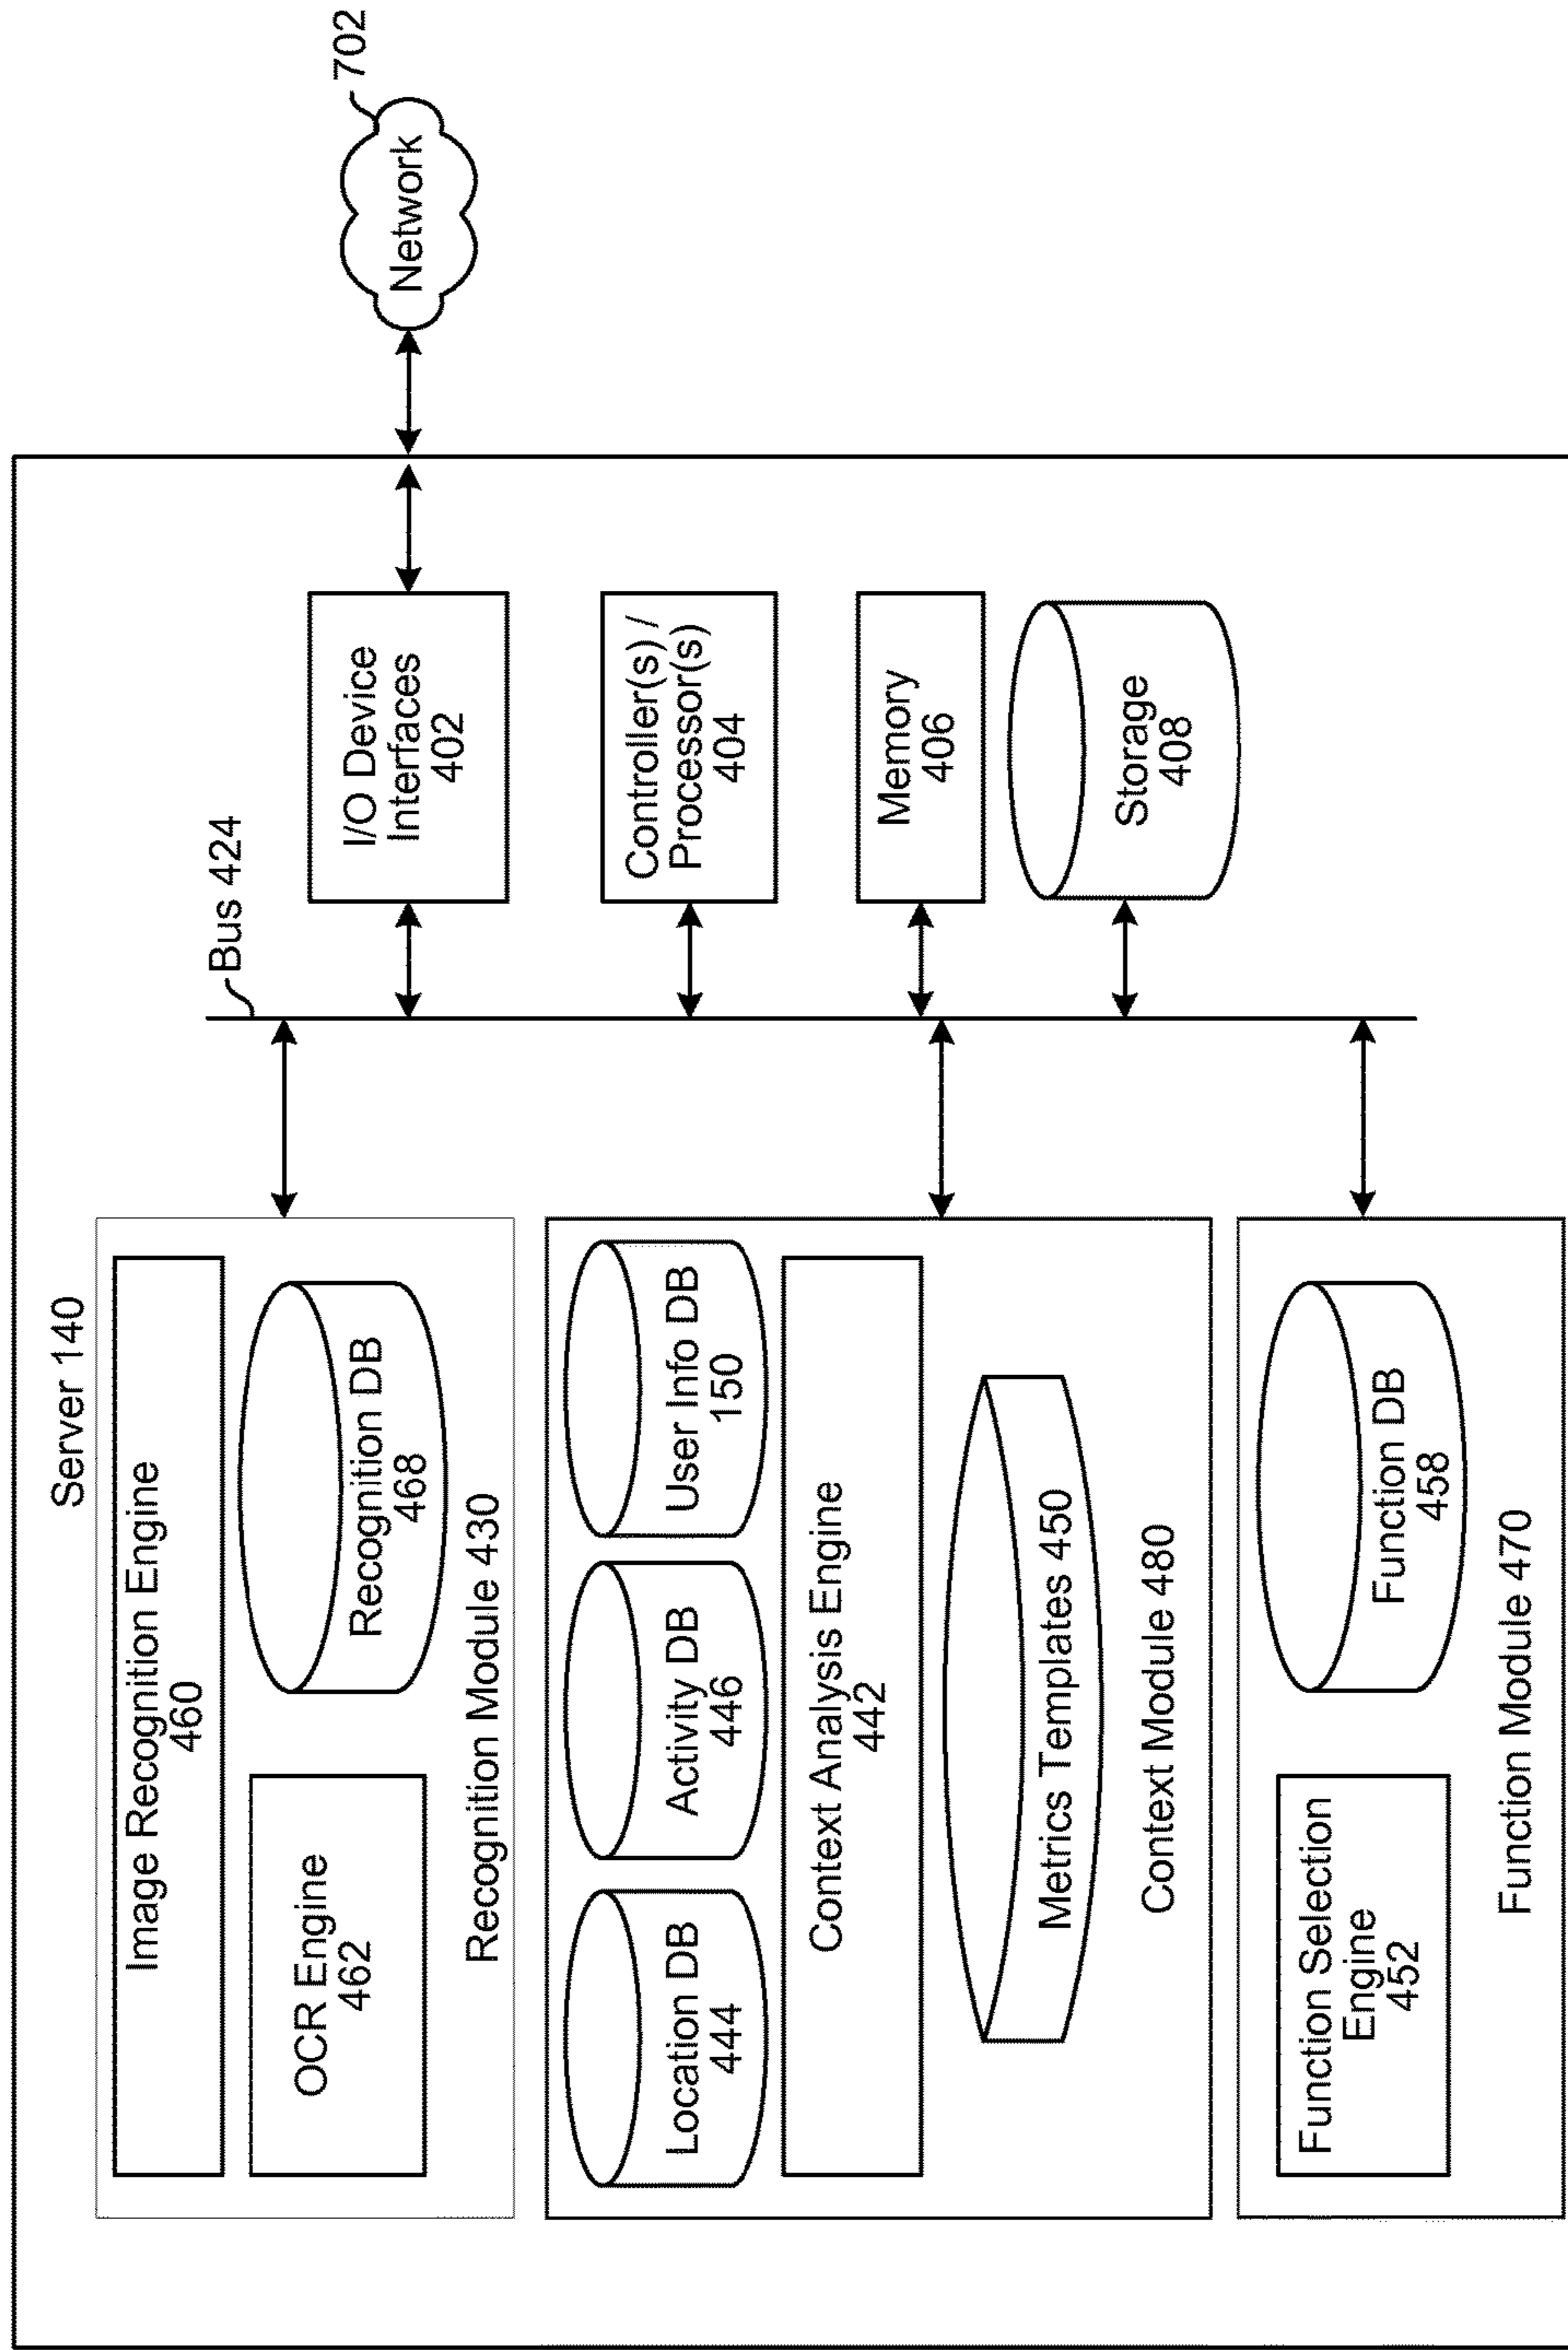 Server 140
Image Recognition Engine
460
OCR Engine
462
Recognition DB
468
Recognition Module 430
Location DB
444
Activity DB
446
User Info DB
150
Context Analysis Engine
442
Metrics Templates 450
Context Module 480
Function Selection
Engine
452
Function DB
458
Function Module 470
Bus 424
I/O Device
Interfaces
402
Controller(s) /
Processor(s)
404
Memory
406
Storage
408
Network
702